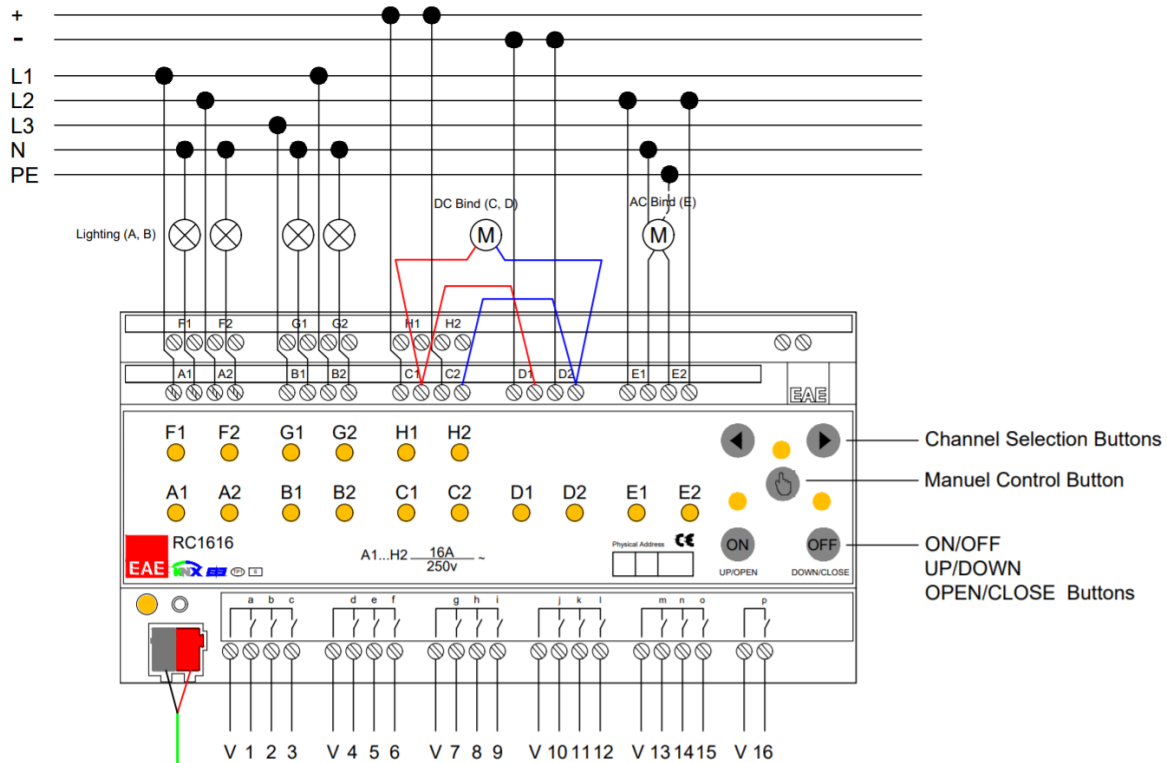 +
-
L1
L2
L3
N
PE
DC Bind (C, D)
AC Bind (E)
Lighting (A, B)
M
M
F1 F2 G1 G2 H1 H2
A1 A2 B1 B2 C1 C2 D1 D2 E1 E2
EAE
F1 F2 G1 G2 H1 H2
Channel Selection Buttons
Manuel Control Button
A1 A2 B1 B2 C1 C2 D1 D2 E1 E2
RC1616
A1...H2 16A ~
250v
Physical Address CE
ON OFF
UP/OPEN DOWN/CLOSE
ON/OFF
UP/DOWN
OPEN/CLOSE Buttons
EAE
KNX
a b c d e f g h i j k l m n o p
V 1 2 3 V 4 5 6 V 7 8 9 V 10 11 12 V 13 14 15 V 16